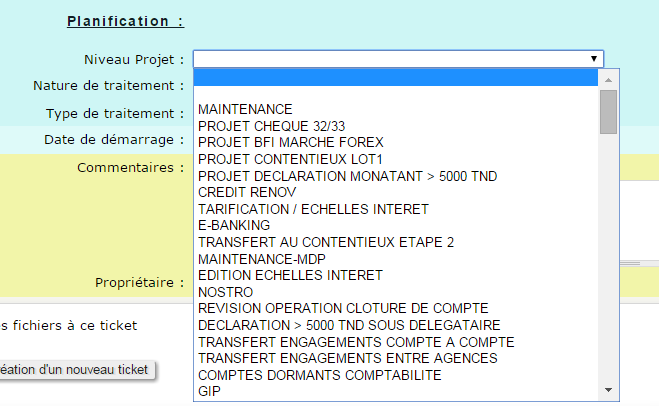 Planification :
Niveau Projet :
Nature de traitement :
Type de traitement :
Date de démarrage :
Commentaires :
Propriétaire :
MAINTENANCE
PROJET CHEQUE 32/33
PROJET BFI MARCHE FOREX
PROJET CONTENTIEUX LOT1
PROJET DECLARATION MONATANT > 5000 TND
CREDIT RENOV
TARIFICATION / ECHELLES INTERET
E-BANKING
TRANSFERT AU CONTENTIEUX ETAPE 2
MAINTENANCE-MDP
EDITION ECHELLES INTERET
NOSTRO
REVISION OPERATION CLOTURE DE COMPTE
DECLARATION > 5000 TND SOUS DELEGATAIRE
TRANSFERT ENGAGEMENTS COMPTE A COMPTE
TRANSFERT ENGAGEMENTS ENTRE AGENCES
COMPTES DORMANTS COMPTABILITE
GIP
s fichiers à ce ticket
réation d'un nouveau ticket